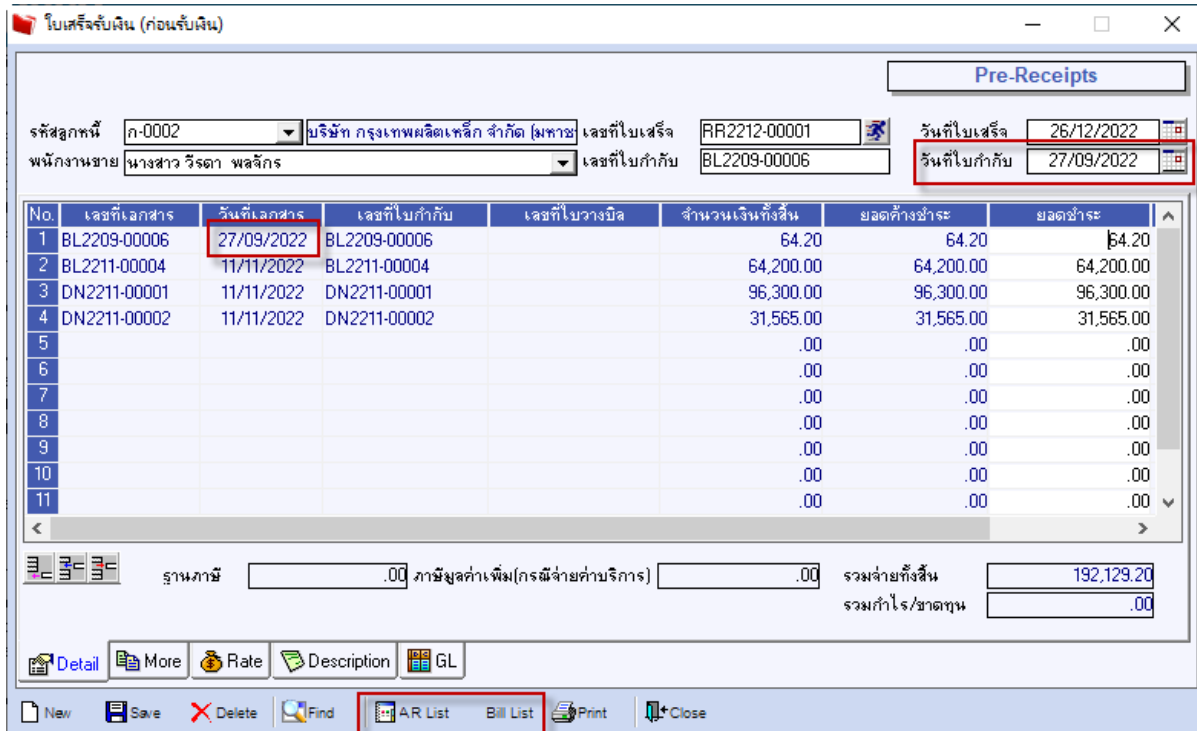 ใบเสร็จรับเงิน (ก่อนรับเงิน)
Pre-Receipts
รหัสลูกหนี้ ก-0002 บริษัท กรุงเทพผลิตเหล็ก จำกัด (มหาช เลขที่ใบเสร็จ RR2212-00001 วันที่ใบเสร็จ 26/12/2022
พนักงานขาย นางสาว วีรดา พลจักร เลขที่ใบกำกับ BL2209-00006 วันที่ใบกำกับ 27/09/2022
No. เลขที่เอกสาร วันที่เอกสาร เลขที่ใบกำกับ เลขที่ใบวางบิล จำนวนเงินทั้งสิ้น ยอดค้างชำระ ยอดชำระ
1 BL2209-00006 27/09/2022 BL2209-00006 64.20 64.20 64.20
2 BL2211-00004 11/11/2022 BL2211-00004 64,200.00 64,200.00 64,200.00
3 DN2211-00001 11/11/2022 DN2211-00001 96,300.00 96,300.00 96,300.00
4 DN2211-00002 11/11/2022 DN2211-00002 31,565.00 31,565.00 31,565.00
5 .00 .00 .00
6 .00 .00 .00
7 .00 .00 .00
8 .00 .00 .00
9 .00 .00 .00
10 .00 .00 .00
11 .00 .00 .00
ฐานภาษี .00 ภาษีมูลค่าเพิ่ม(กรณีจ่ายค่าบริการ) .00 รวมจ่ายทั้งสิ้น 192,129.20
รวมกำไร/ขาดทุน .00
Detail More Rate Description GL
New Save Delete Find AR List Bill List Print Close